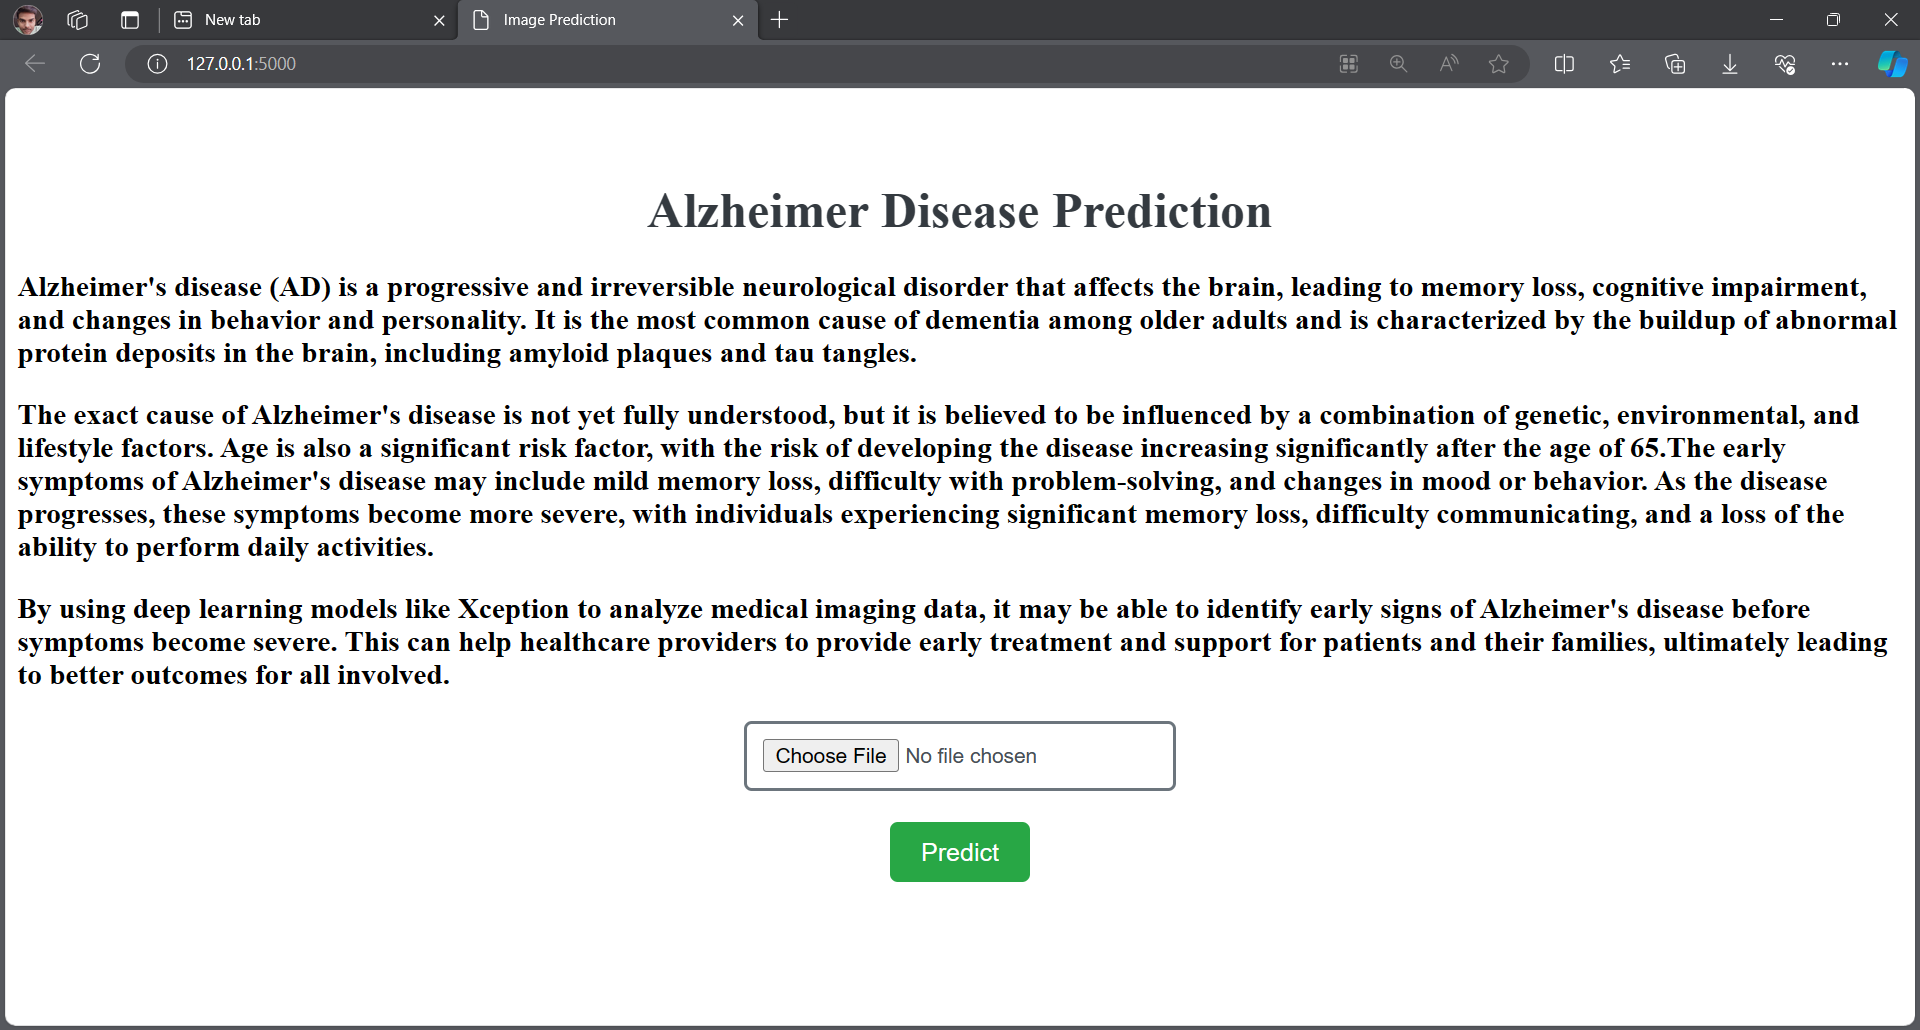 New tab
Image Prediction
127.0.0.1:5000
Alzheimer Disease Prediction
Alzheimer's disease (AD) is a progressive and irreversible neurological disorder that affects the brain, leading to memory loss, cognitive impairment,
and changes in behavior and personality. It is the most common cause of dementia among older adults and is characterized by the buildup of abnormal
protein deposits in the brain, including amyloid plaques and tau tangles.
The exact cause of Alzheimer's disease is not yet fully understood, but it is believed to be influenced by a combination of genetic, environmental, and
lifestyle factors. Age is also a significant risk factor, with the risk of developing the disease increasing significantly after the age of 65.The early
symptoms of Alzheimer's disease may include mild memory loss, difficulty with problem-solving, and changes in mood or behavior. As the disease
progresses, these symptoms become more severe, with individuals experiencing significant memory loss, difficulty communicating, and a loss of the
ability to perform daily activities.
By using deep learning models like Xception to analyze medical imaging data, it may be able to identify early signs of Alzheimer's disease before
symptoms become severe. This can help healthcare providers to provide early treatment and support for patients and their families, ultimately leading
to better outcomes for all involved.
Choose File No file chosen
Predict